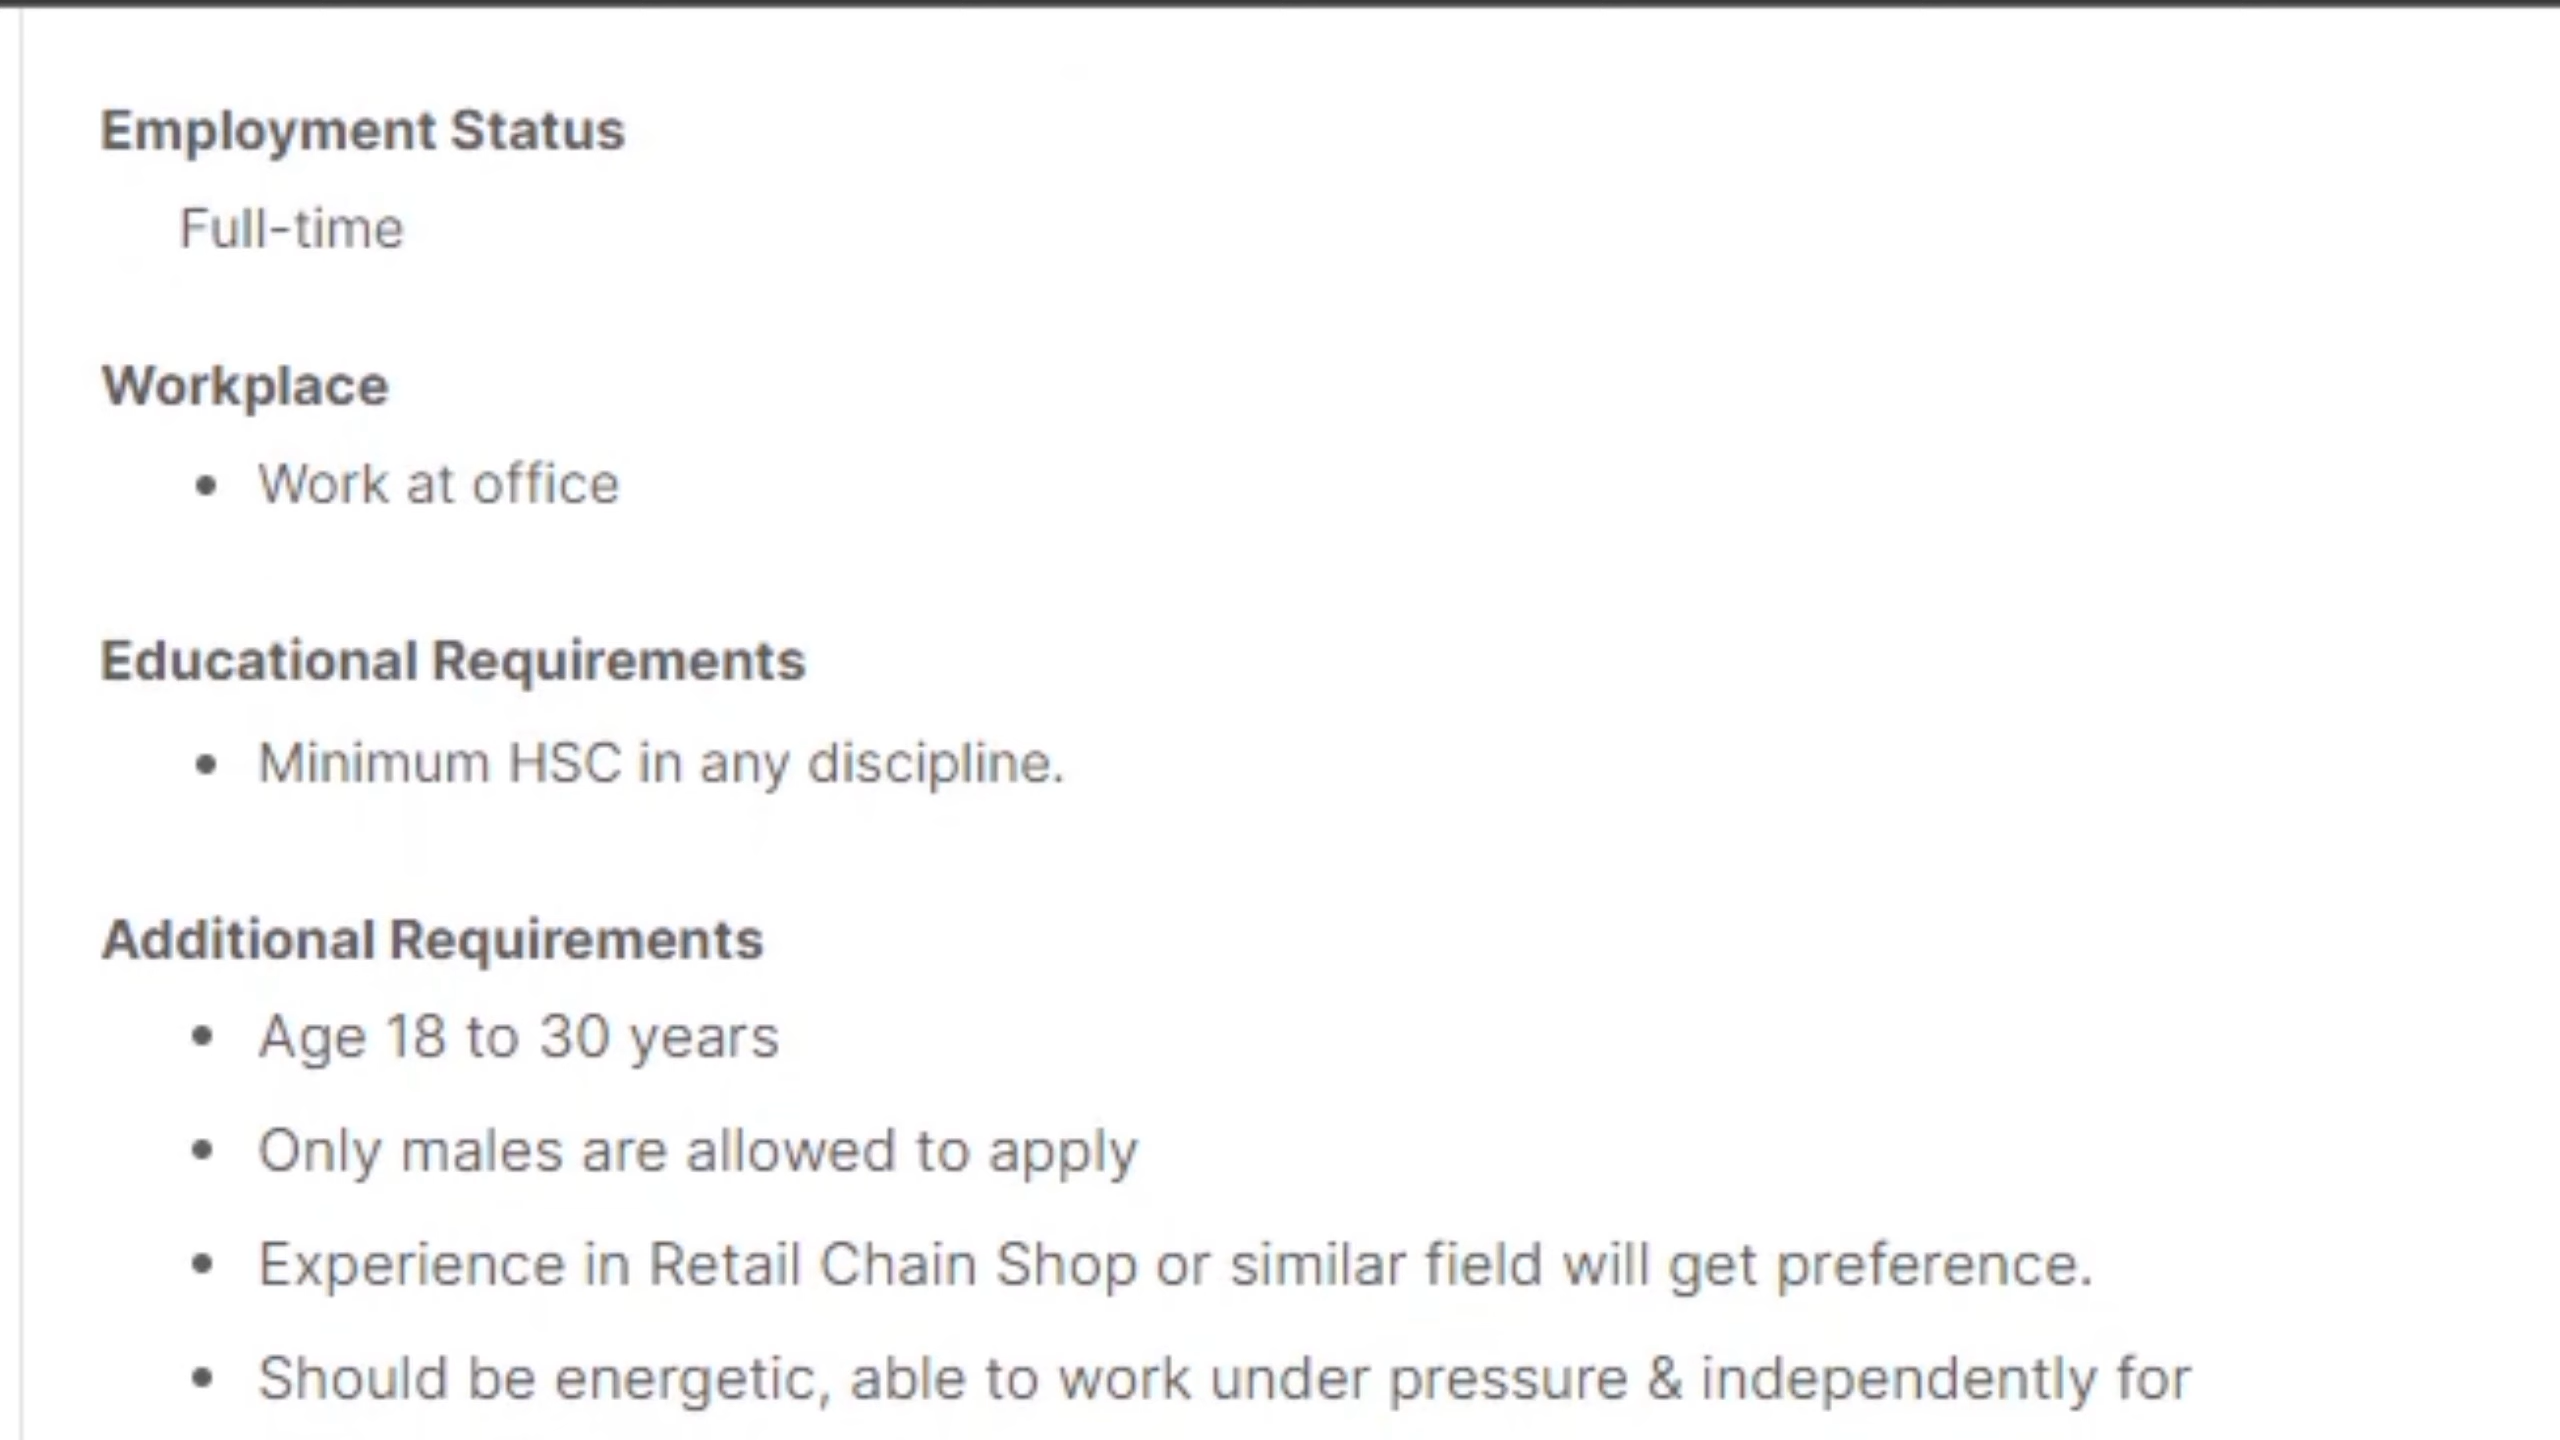 Employment Status
Full-time
Workplace
• Work at office
Educational Requirements
• Minimum HSC in any discipline.
Additional Requirements
• Age 18 to 30 years
• Only males are allowed to apply
• Experience in Retail Chain Shop or similar field will get preference.
• Should be energetic, able to work under pressure & independently for